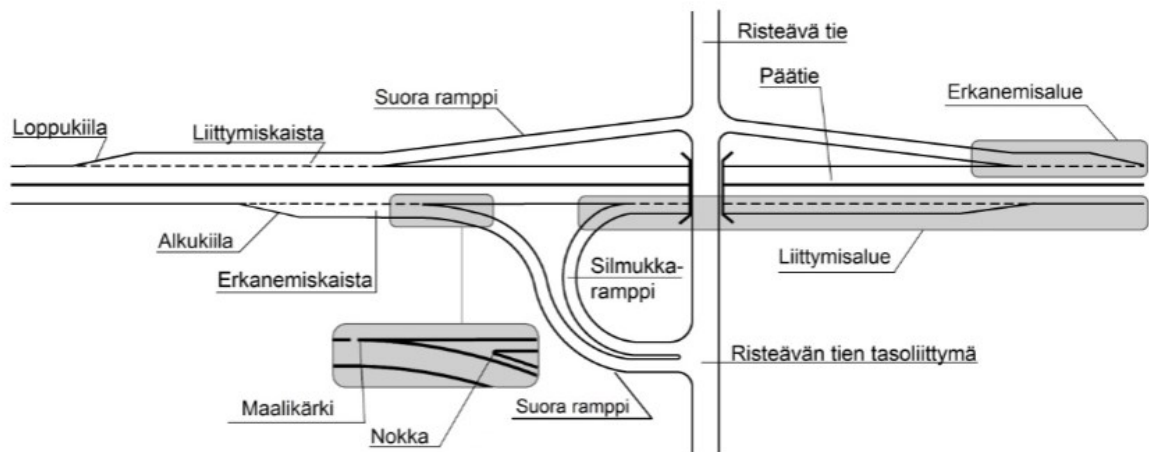 Risteävä tie
Päätie
Erkanemisalue
Suora ramppi
Loppukiila
Liittymiskaista
Alkukiila
Erkanemiskaista
Silmukka-
ramppi
Liittymisalue
Risteävän tien tasoliittymä
Maalikärki
Nokka
Suora ramppi